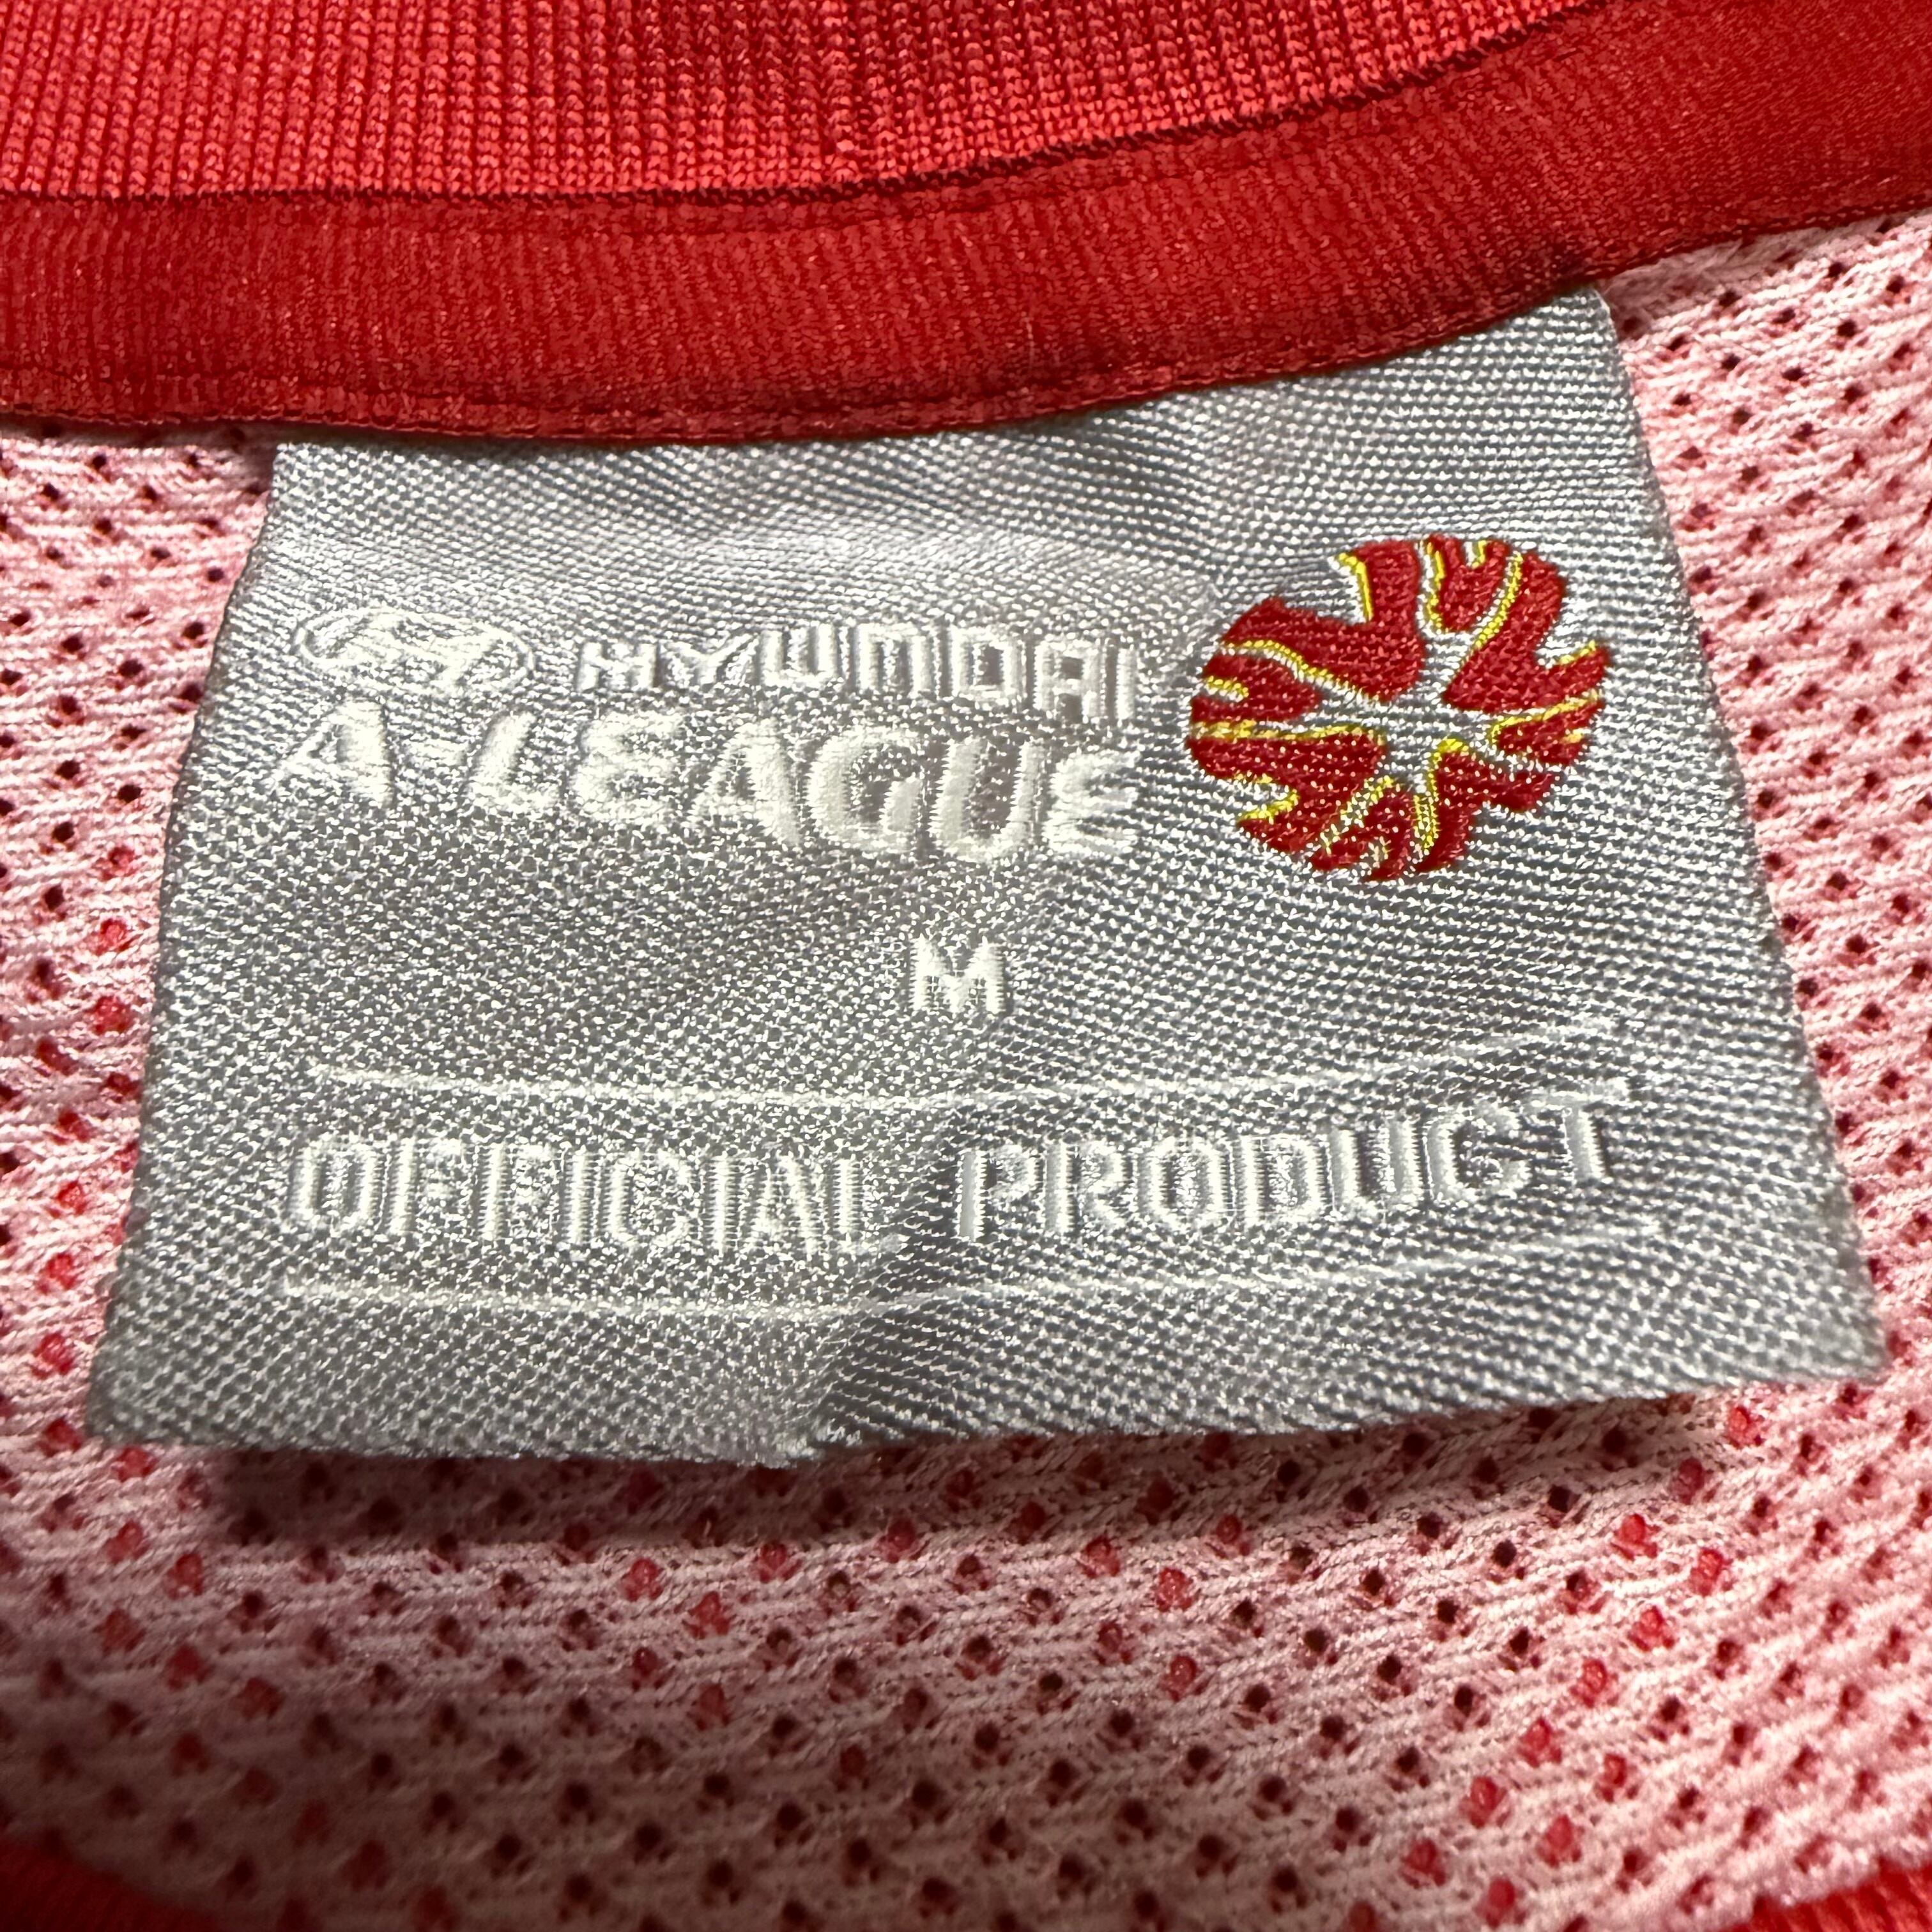 HYUNDAI
A-LEAGUE
M
OFFICIAL PRODUCT